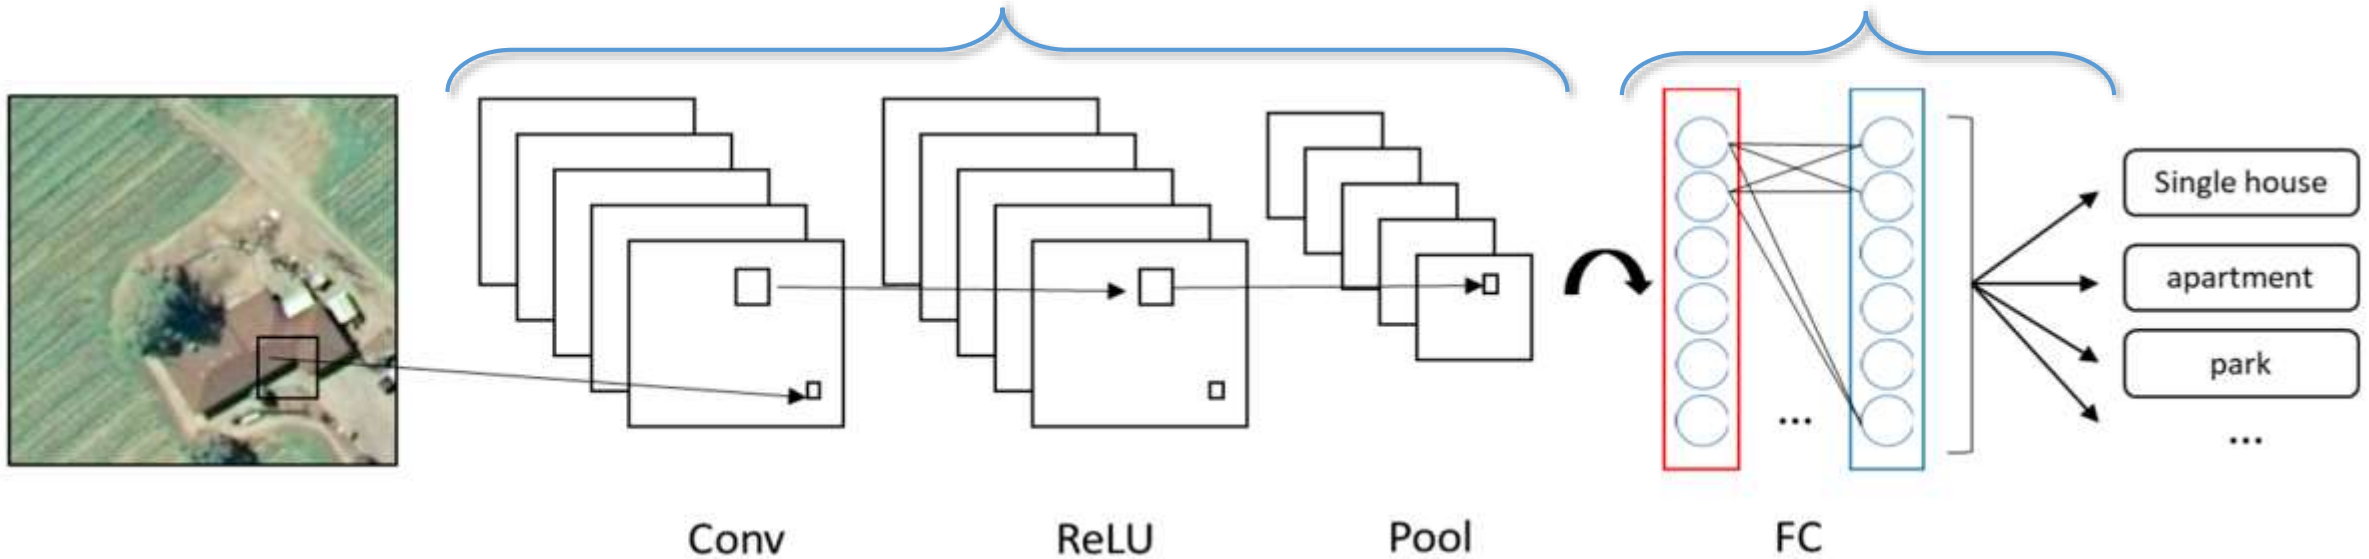 Single house
apartment
park
...
...
Conv
ReLU
Pool
FC